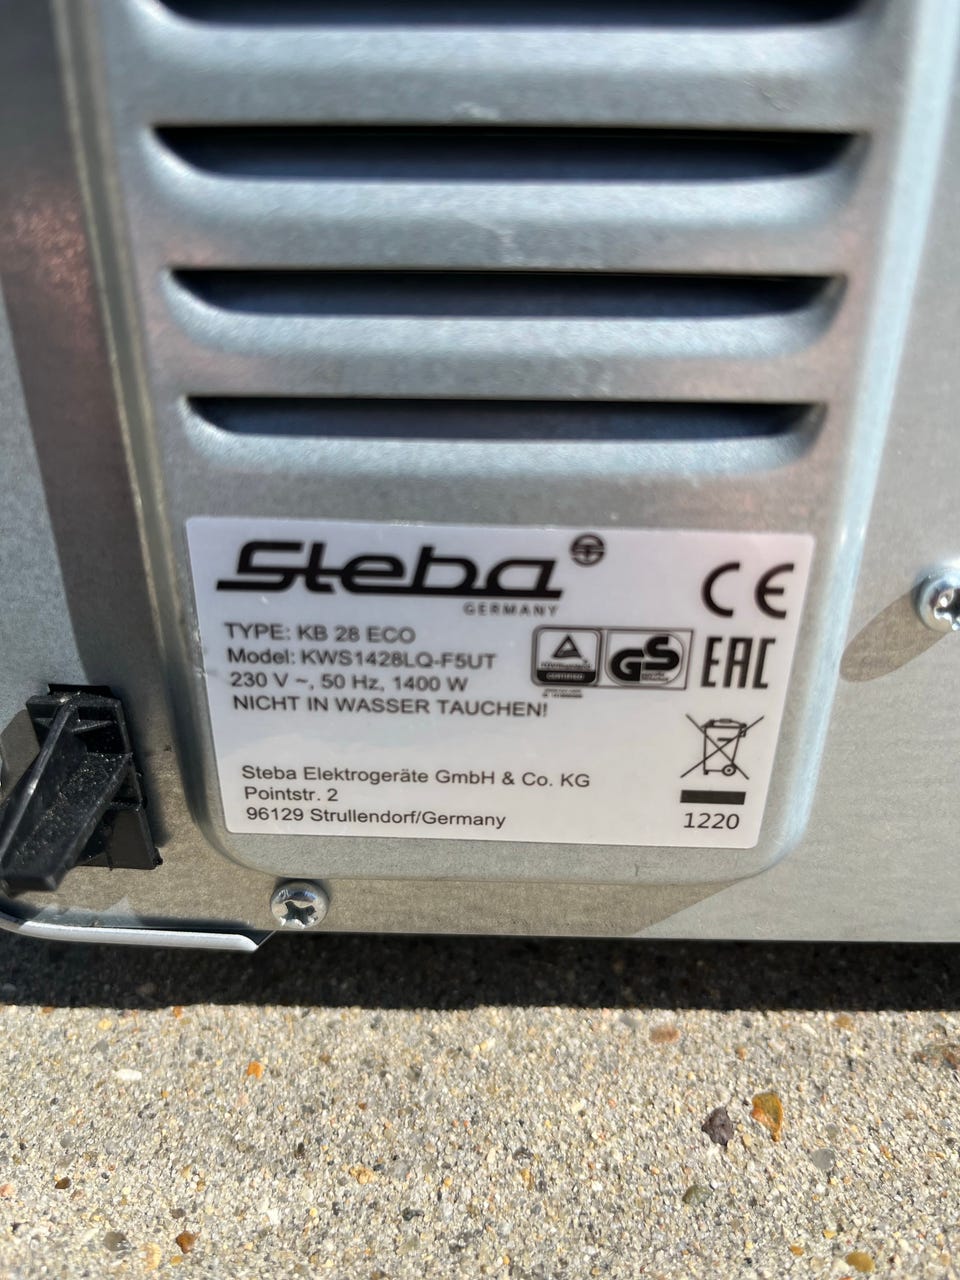 Steba
GERMANY
TYPE: KB 28 ECO
Model: KWS1428LQ-F5UT
230 V ~, 50 Hz, 1400 W
NICHT IN WASSER TAUCHEN!
Steba Elektrogeräte GmbH & Co. KG
Pointstr. 2
96129 Strullendorf/Germany
CE
GS
EAC
1220